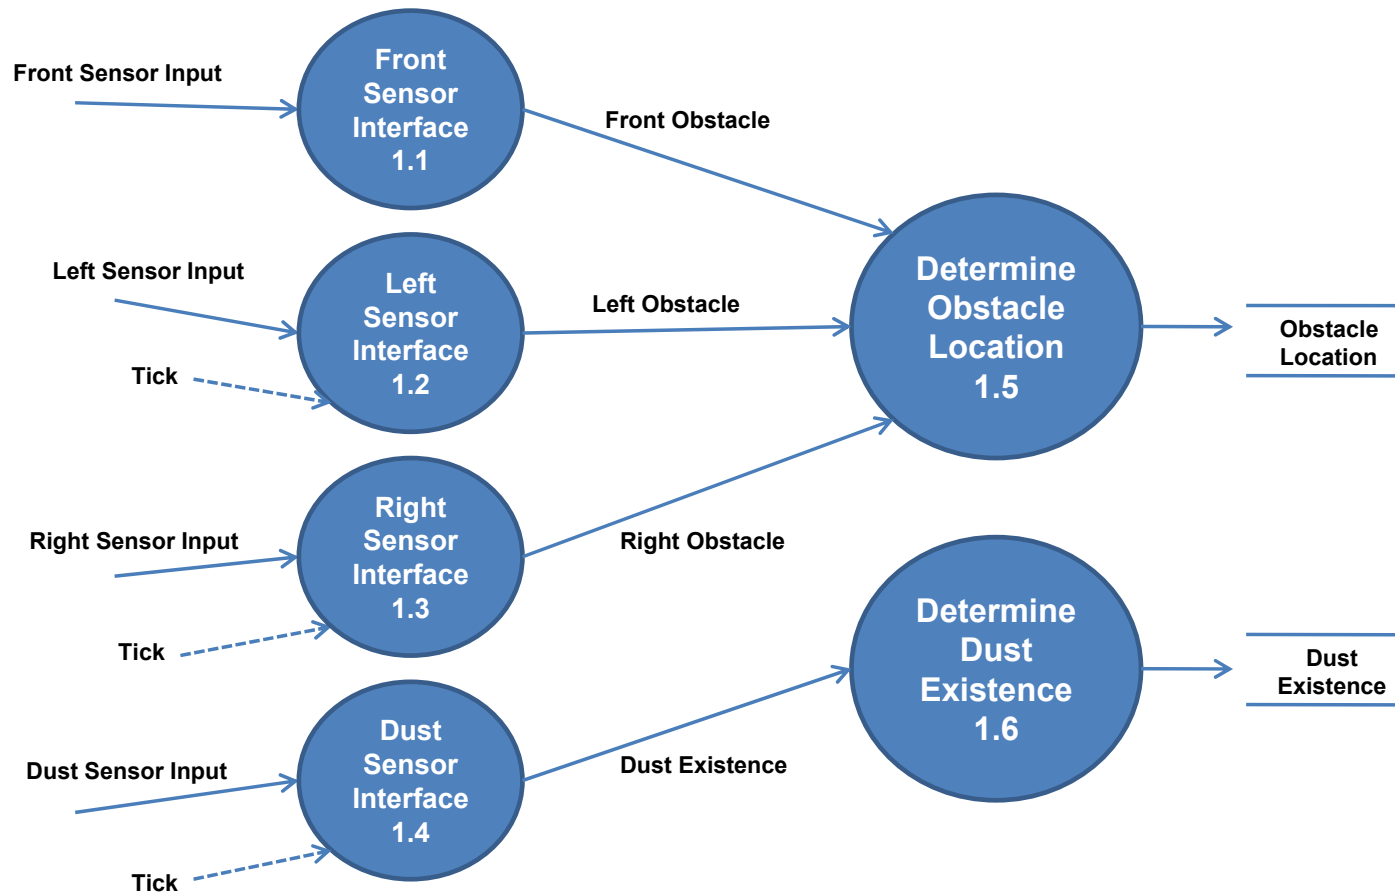 Front Sensor Input
Front
Sensor
Interface
1.1
Front Obstacle
Left Sensor Input
Tick
Left
Sensor
Interface
1.2
Left Obstacle
Determine
Obstacle
Location
1.5
Obstacle
Location
Right Sensor Input
Tick
Right
Sensor
Interface
1.3
Right Obstacle
Determine
Dust
Existence
1.6
Dust
Existence
Dust Sensor Input
Tick
Dust
Sensor
Interface
1.4
Dust Existence